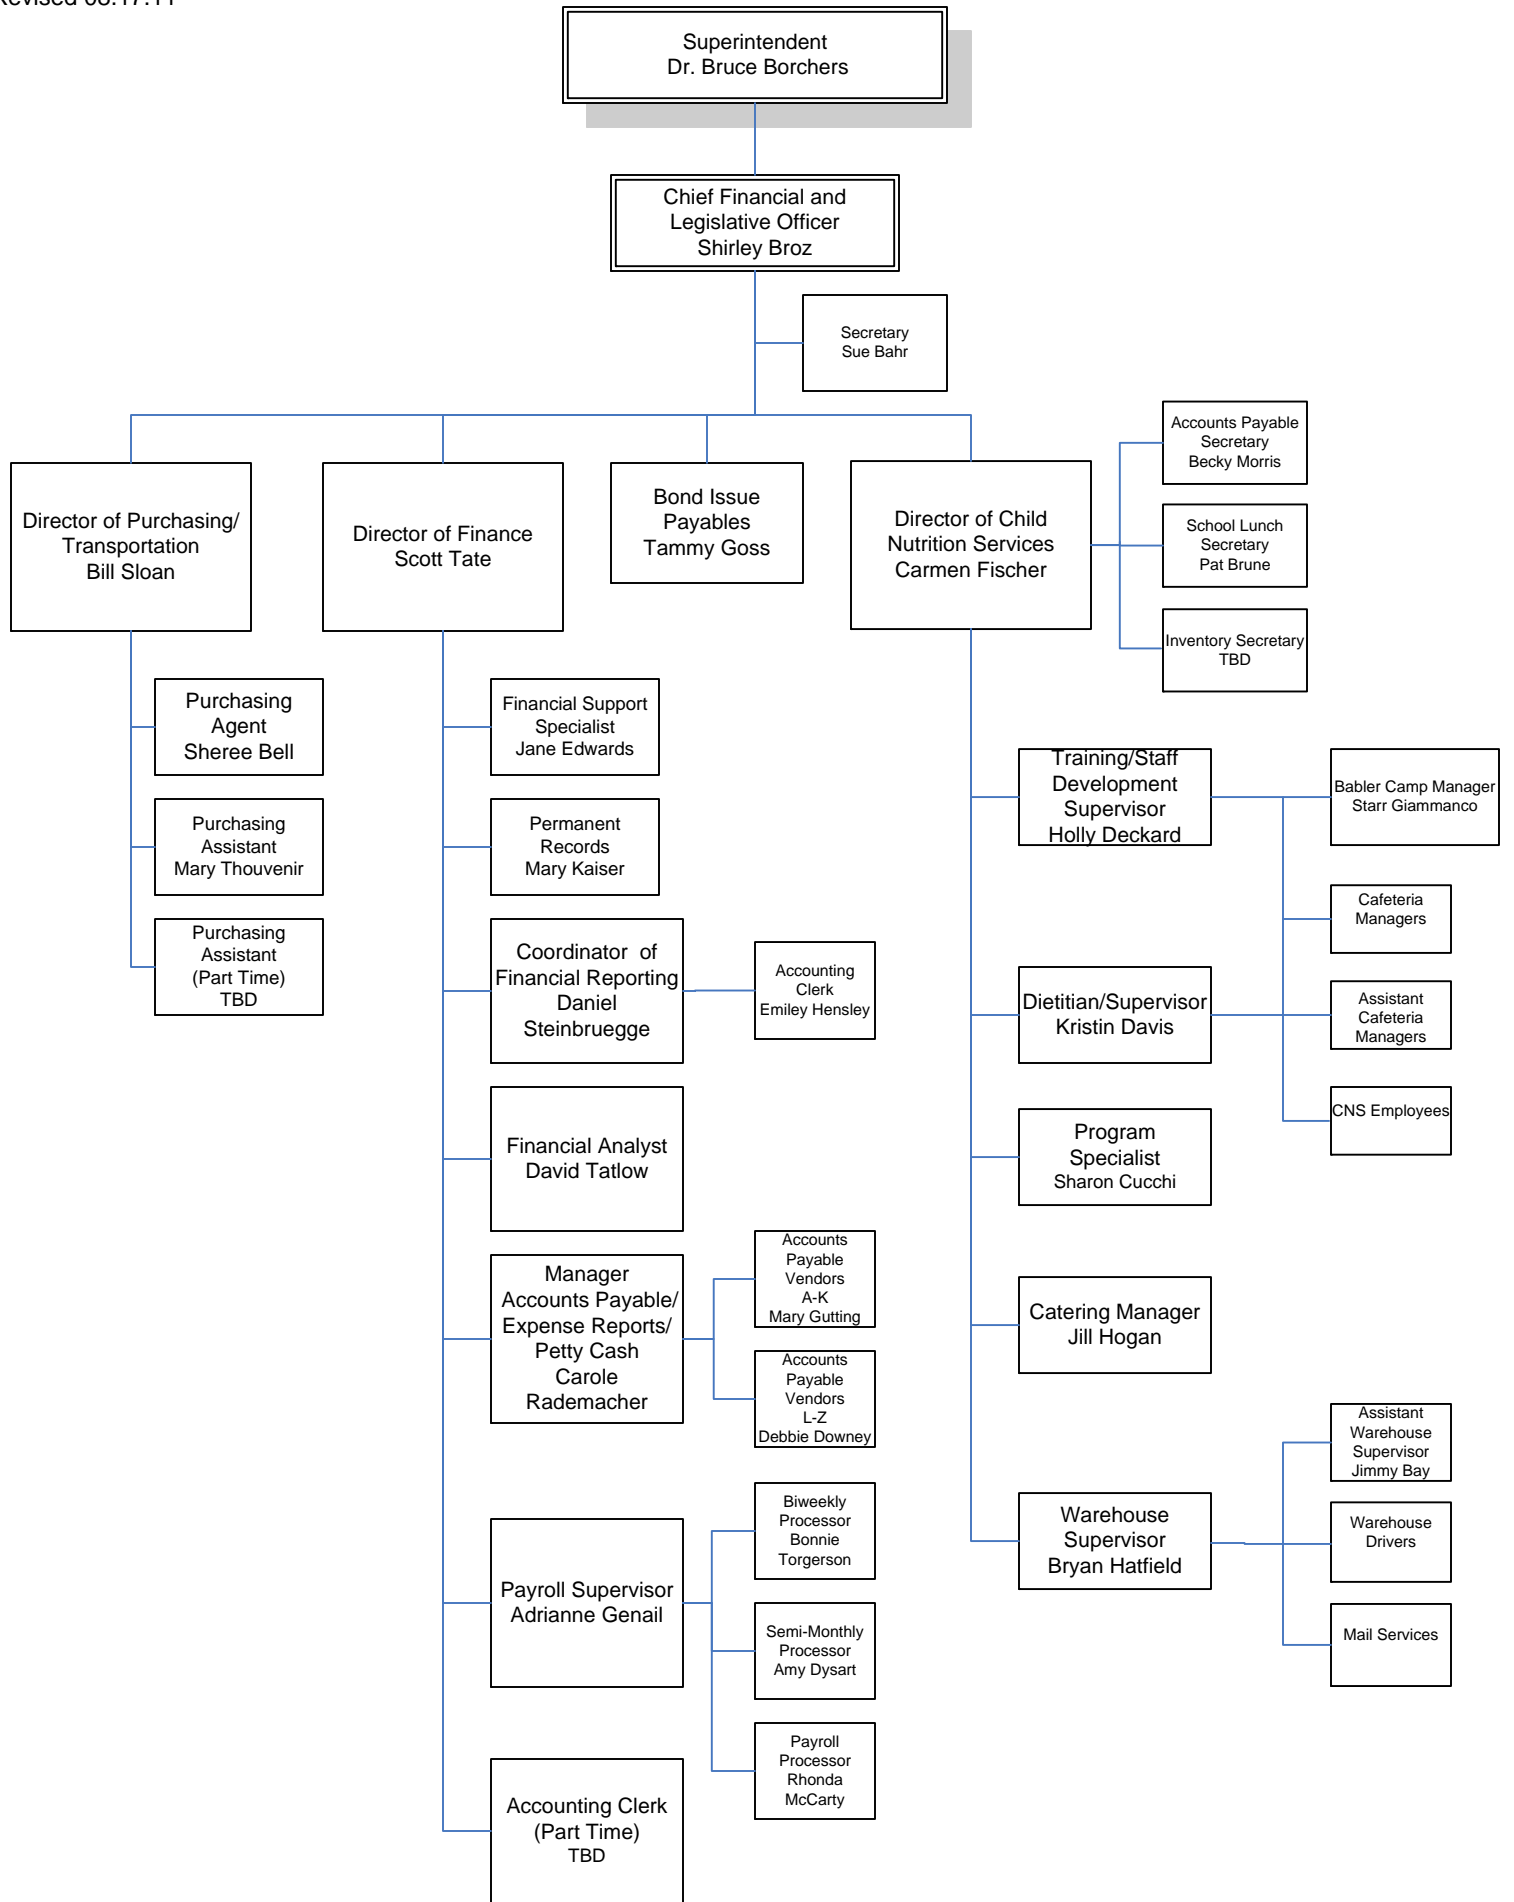 Superintendent
Dr. Bruce Borchers
Chief Financial and
Legislative Officer
Shirley Broz
Secretary
Sue Bahr
Director of Purchasing/
Transportation
Bill Sloan
Director of Finance
Scott Tate
Bond Issue
Payables
Tammy Goss
Director of Child
Nutrition Services
Carmen Fischer
Accounts Payable
Secretary
Becky Morris
School Lunch
Secretary
Pat Brune
Inventory Secretary
TBD
Purchasing
Agent
Sheree Bell
Purchasing
Assistant
Mary Thouvenir
Purchasing
Assistant
(Part Time)
TBD
Financial Support
Specialist
Jane Edwards
Permanent
Records
Mary Kaiser
Coordinator of
Financial Reporting
Daniel
Steinbruegge
Accounting
Clerk
Emiley Hensley
Financial Analyst
David Tatlow
Manager
Accounts Payable/
Expense Reports/
Petty Cash
Carole
Rademacher
Accounts
Payable
Vendors
A-K
Mary Gutting
Accounts
Payable
Vendors
L-Z
Debbie Downey
Payroll Supervisor
Adrianne Genail
Biweekly
Processor
Bonnie
Torgerson
Semi-Monthly
Processor
Amy Dysart
Payroll
Processor
Rhonda
McCarty
Accounting Clerk
(Part Time)
TBD
Training/Staff
Development
Supervisor
Holly Deckard
Babler Camp Manager
Starr Giammanco
Cafeteria
Managers
Dietitian/Supervisor
Kristin Davis
Assistant
Cafeteria
Managers
CNS Employees
Program
Specialist
Sharon Cucchi
Catering Manager
Jill Hogan
Warehouse
Supervisor
Bryan Hatfield
Assistant
Warehouse
Supervisor
Jimmy Bay
Warehouse
Drivers
Mail Services